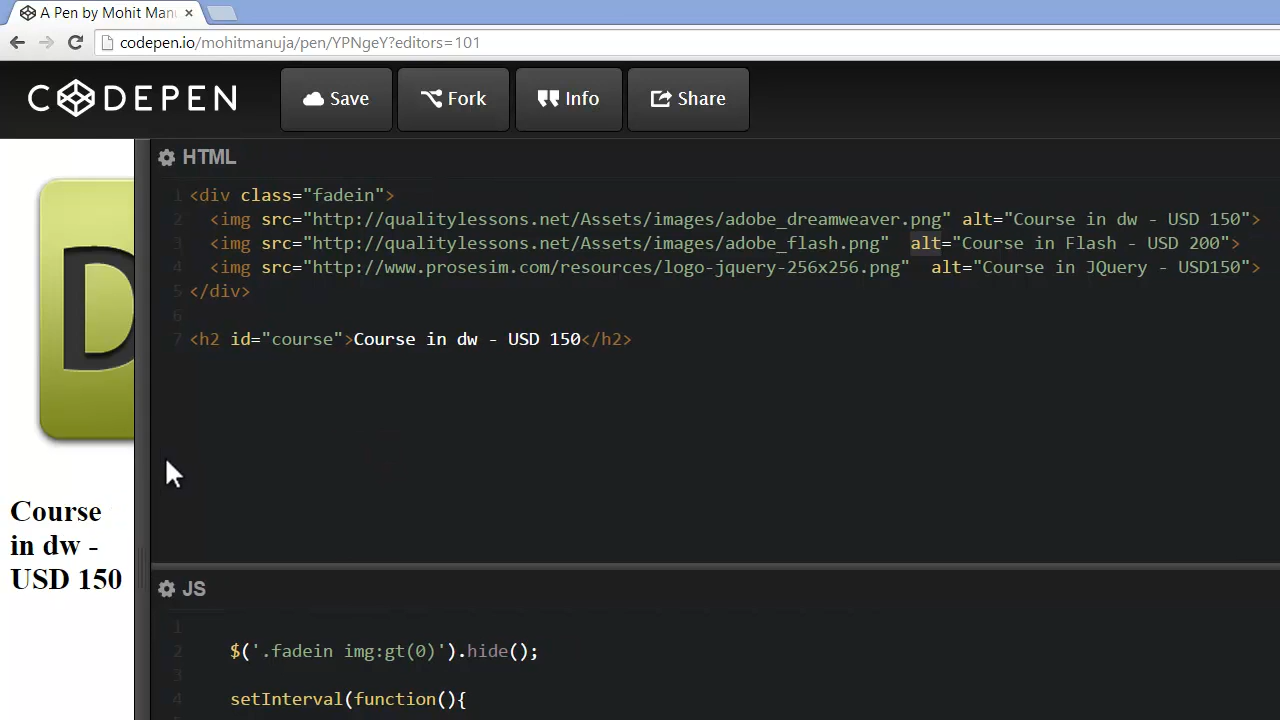 A Pen by Mohit Manu
codepen.io/mohitmanuja/pen/YPNgeY?editors=101
CODEPEN
Save
Fork
Info
Share
HTML
1 <div class="fadein">
2 <img src="http://qualitylessons.net/Assets/images/adobe_dreamweaver.png" alt="Course in dw - USD 150">
3 <img src="http://qualitylessons.net/Assets/images/adobe_flash.png" alt="Course in Flash - USD 200">
4 <img src="http://www.prosesim.com/resources/logo-jquery-256x256.png" alt="Course in JQuery - USD150">
5 </div>
6
7 <h2 id="course">Course in dw - USD 150</h2>
D
Course
in dw -
USD 150
JS
1
2 $('.fadein img:gt(0)').hide();
3
4 setInterval(function(){